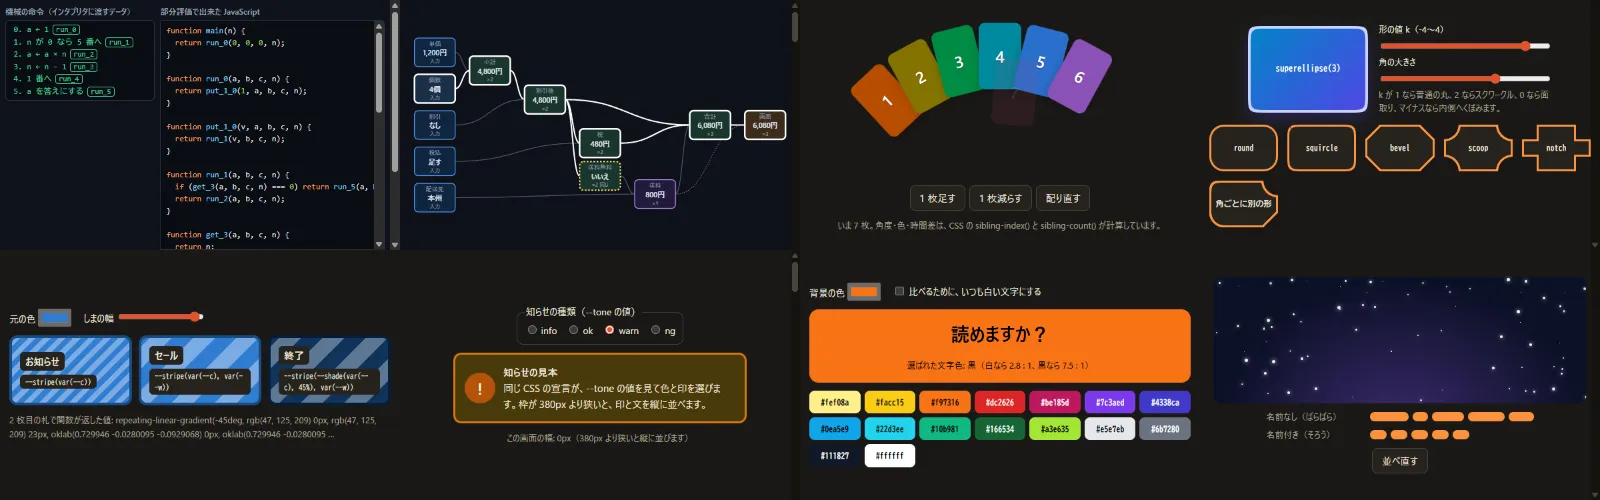 機械の命令（インタプリタに渡すデータ）
0. a ← 1 run_0
1. n が 0 なら 5 番へ run_1
2. a ← a × n run_2
3. n ← n − 1 run_3
4. 1 番へ run_4
5. a を答えにする run_5
部分評価で出来た JavaScript
function main(n) {
return run_0(0, 0, 0, n);
}
function run_0(a, b, c, n) {
return put_1_0(1, a, b, c, n);
}
function put_1_0(v, a, b, c, n) {
return run_1(v, b, c, n);
}
function run_1(a, b, c, n) {
if (get_3(a, b, c, n) === 0) return run_5(a, b
return run_2(a, b, c, n);
}
function get_3(a, b, c, n) {
return n;
単価
1,200円
入力
個数
4個
入力
割引
なし
入力
税込
足す
入力
配送先
本州
入力
小計
4,800円
×2
割引後
4,800円
×2
税
480円
×2
送料無料
いいえ
送料
800円
×1
合計
6,080円
×3
画面
6,080円
×3
1
2
3
4
5
6
1 枚足す
1 枚減らす
配り直す
いま 7 枚。角度・色・時間差は、CSS の sibling-index() と sibling-count() が計算しています。
superellipse(3)
形の値 k（-4〜4）
角の大きさ
k が 1 なら普通の丸。2 ならスクワークル、0 なら面
取り、マイナスなら内側へくぼみます。
round
squircle
bevel
scoop
notch
角ごとに別の形
元の色
しまの幅
お知らせ
--stripe(var(--c))
セール
--stripe(var(--c), var(-
-w))
終了
--stripe(--shade(var(--
c), 45%), var(--w))
2 枚目の札で関数が返した値: repeating-linear-gradient(-45deg, rgb(47, 125, 209) 0px, rgb(47, 125,
209) 23px, oklab(0.729946 -0.0280095 -0.0929068) 0px, oklab(0.729946 -0.0280095 ...
知らせの種類（--tone の値）
info
ok
warn
ng
!
知らせの見本
同じ CSS の宣言が、--tone の値を見て色と印を選びま
す。枠が 380px より狭いと、印と文を縦に並べます。
この画面の幅: 0px（380px より狭いと縦に並びます）
背景の色
比べるために、いつも白い文字にする
読めますか？
選ばれた文字色: 黒（白なら 2.8 : 1、黒なら 7.5 : 1）
#fef08a
#facc15
#f97316
#dc2626
#be185d
#7c3aed
#4338ca
#0ea5e9
#22d3ee
#10b981
#166534
#a3e635
#e5e7eb
#6b7280
#111827
#ffffff
名前なし（ばらばら）
名前付き（そろう）
並べ直す